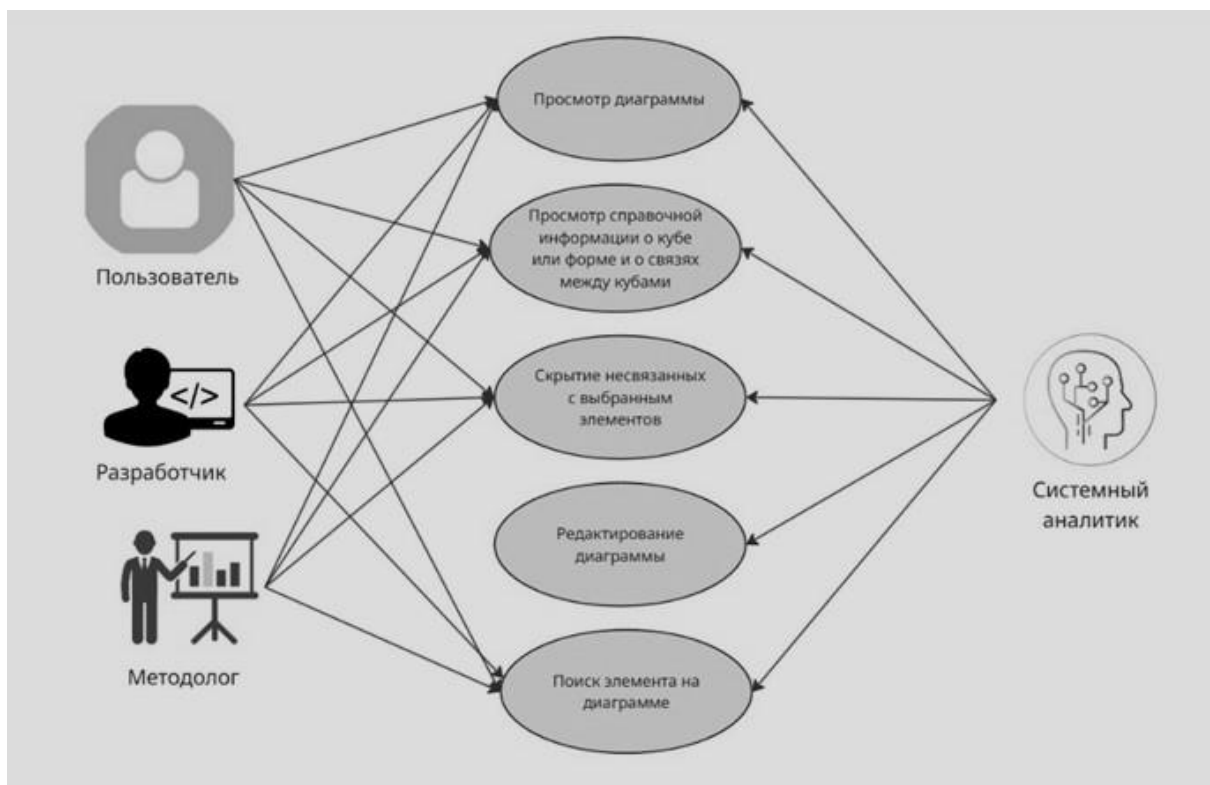 Просмотр диаграммы
Просмотр справочной
информации о кубе
или форме и о связях
между кубами
Пользователь
</>
Скрытие несвязанных
с выбранным
элементов
Разработчик
Системный
аналитик
Редактирование
диаграммы
Методолог
Поиск элемента на
диаграмме